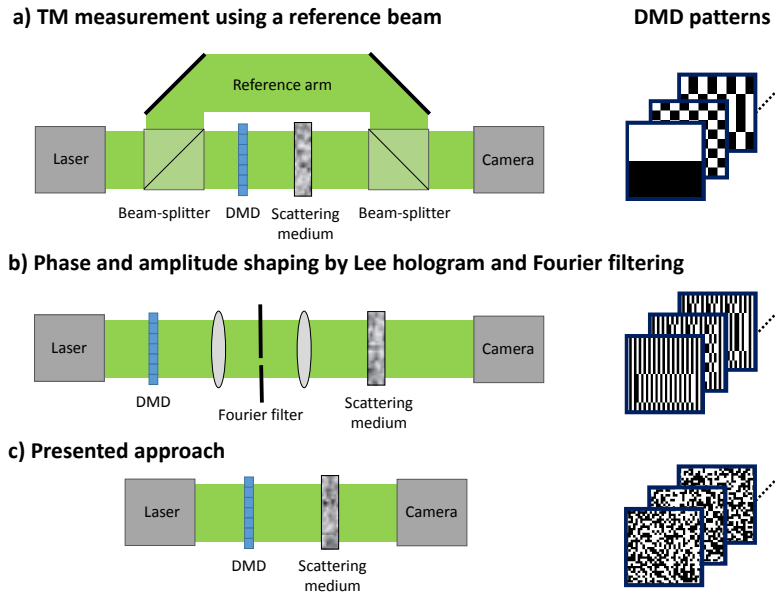 a) TM measurement using a reference beam
DMD patterns
Reference arm
Laser
Camera
Beam-splitter
DMD
Scattering
medium
Beam-splitter
b) Phase and amplitude shaping by Lee hologram and Fourier filtering
Laser
Camera
DMD
Fourier filter
Scattering
medium
c) Presented approach
Laser
Camera
DMD
Scattering
medium